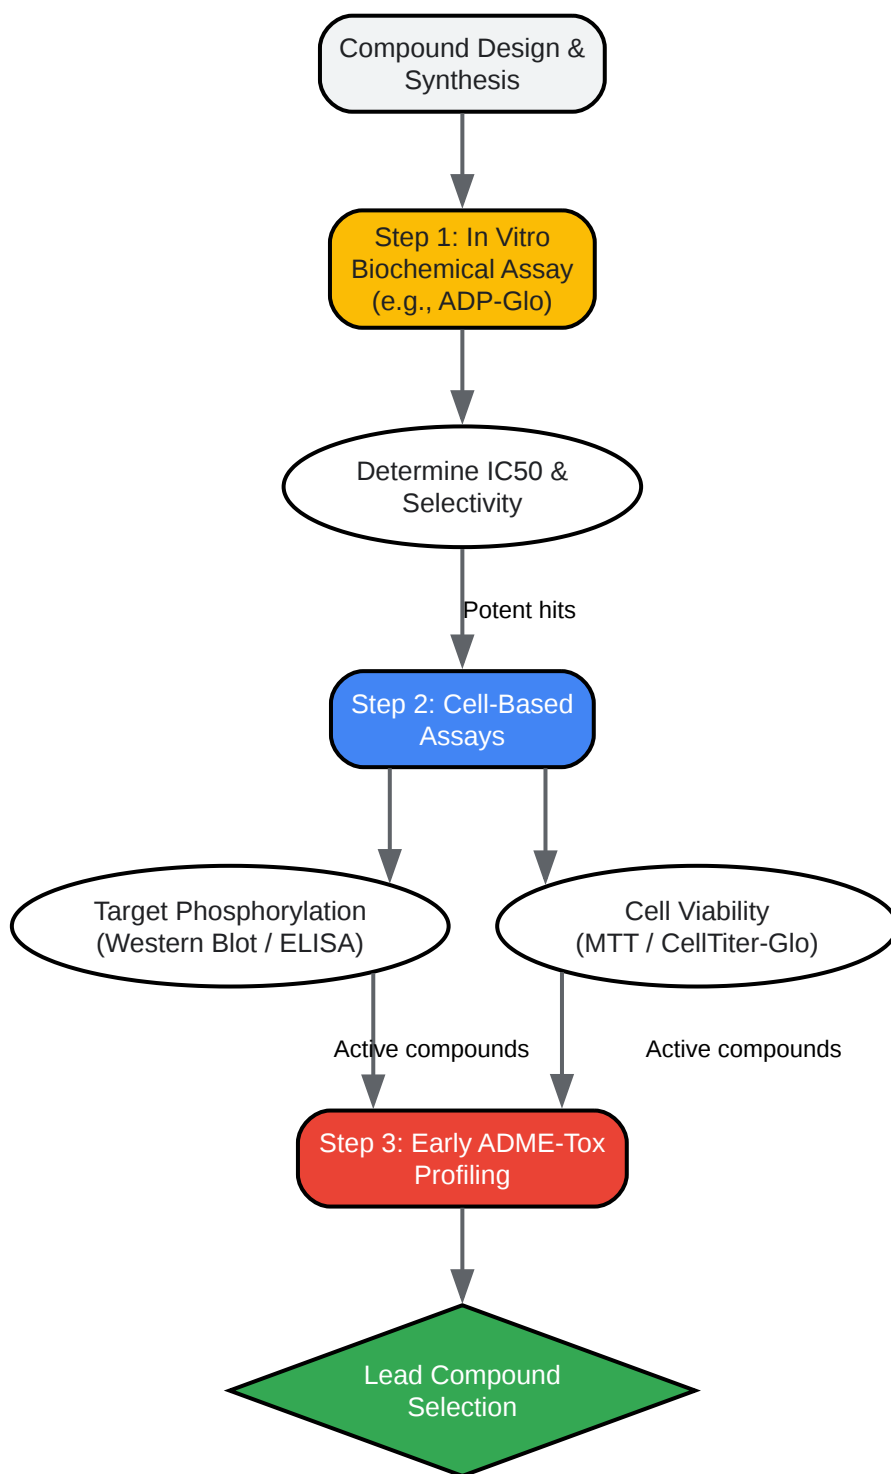 Compound Design &
Synthesis
Step 1: In Vitro
Biochemical Assay
(e.g., ADP-Glo)
Determine IC50 &
Selectivity
Potent hits
Step 2: Cell-Based
Assays
Target Phosphorylation
(Western Blot / ELISA)
Cell Viability
(MTT / CellTiter-Glo)
Active compounds
Active compounds
Step 3: Early ADME-Tox
Profiling
Lead Compound
Selection